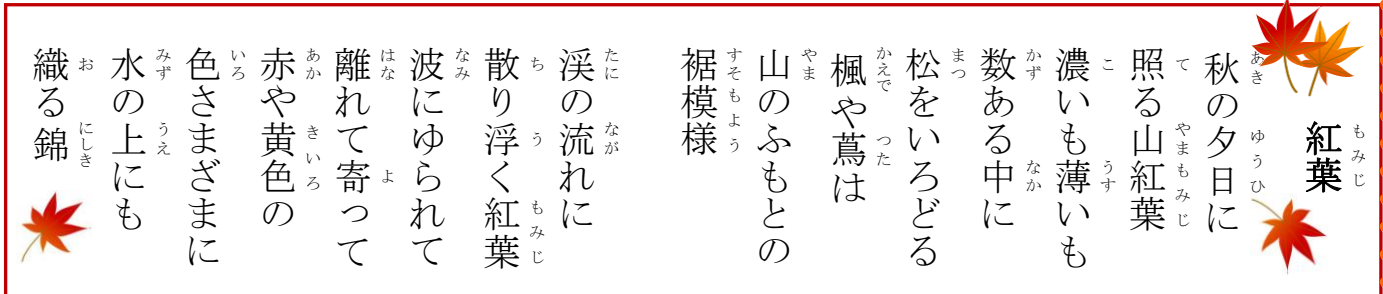 紅葉
秋の夕日に
照る山紅葉
濃いも薄いも
数ある中に
松をいろどる
楓や蔦は
山のふもとの
裾模様
渓の流れに
散り浮く紅葉
波にゆられて
離れて寄って
赤や黄色の
色さまざまに
水の上にも
織る錦